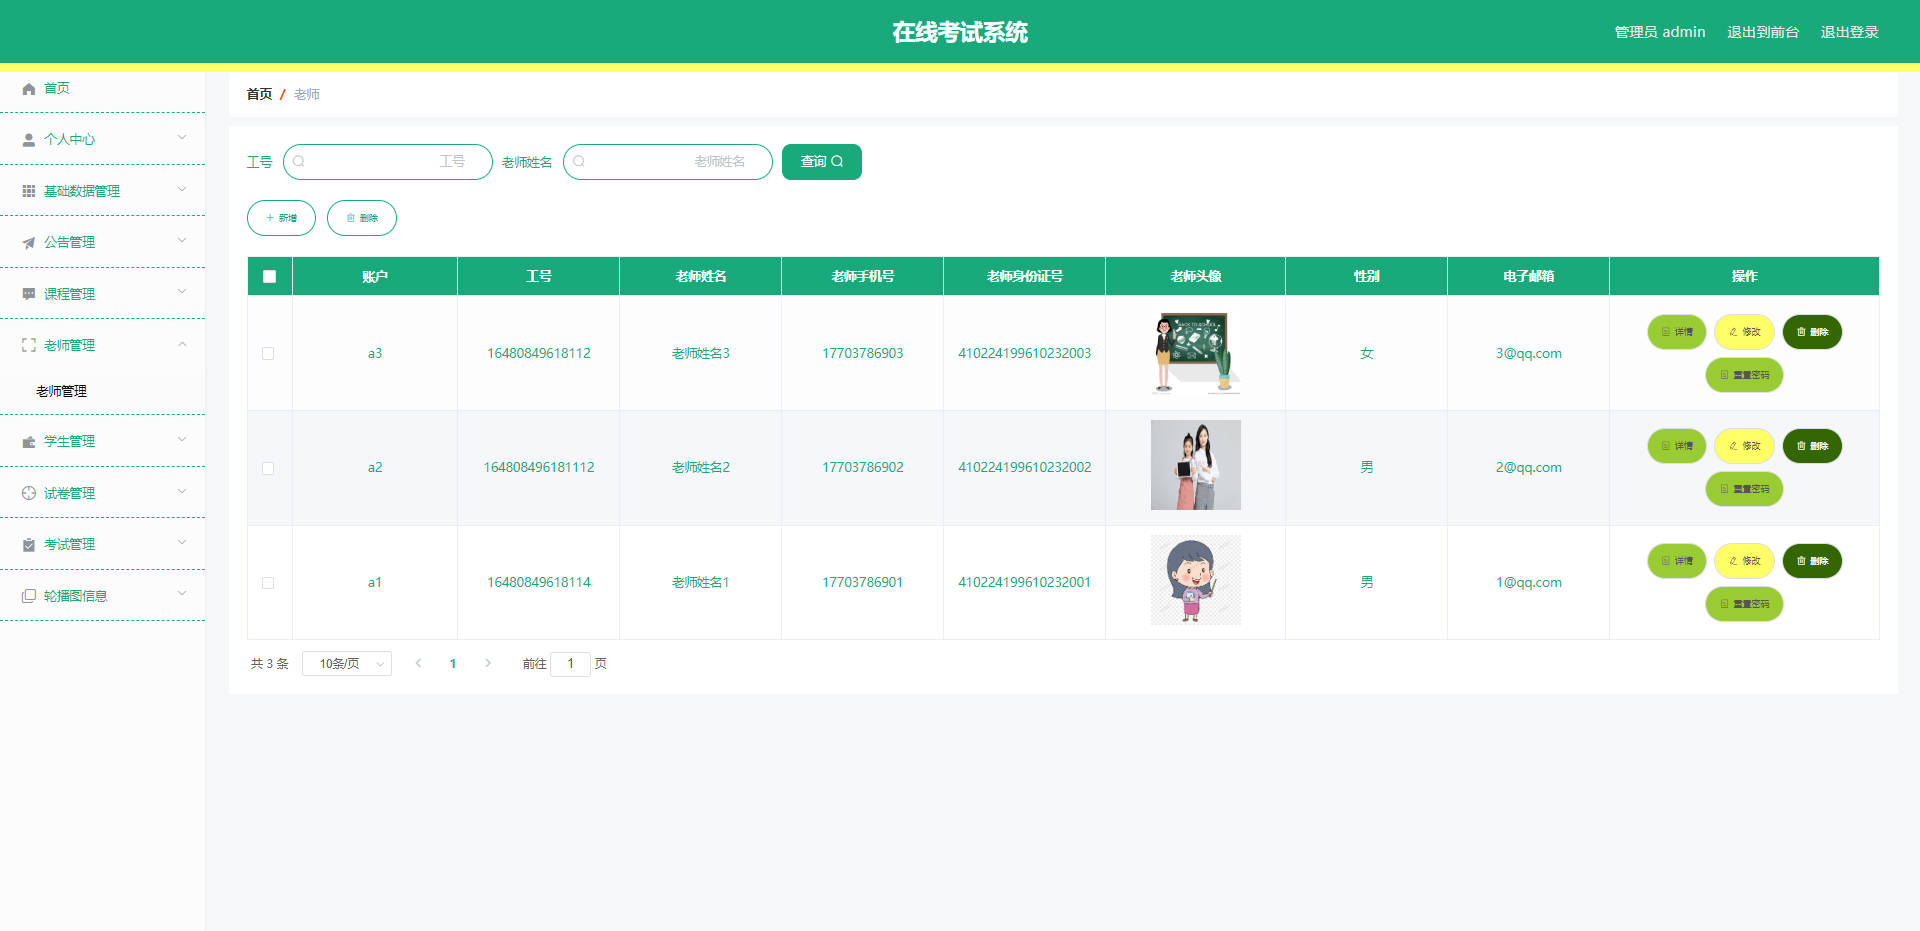 在线考试系统
管理员 admin 退出到前台 退出登录
首页
个人中心
基础数据管理
公告管理
课程管理
老师管理
老师管理
学生管理
试卷管理
考试管理
轮播图信息
首页 / 老师
工号 工号 老师姓名 老师姓名 查询
新增 删除
账户 工号 老师姓名 老师手机号 老师身份证号 老师头像 性别 电子邮箱 操作
a3 16480849618112 老师姓名3 17703786903 410224199610232003 女 3@qq.com 详情 修改 删除
BACK TO SCHOOL
重置密码
a2 164808496181112 老师姓名2 17703786902 410224199610232002 男 2@qq.com 详情 修改 删除
重置密码
a1 16480849618114 老师姓名1 17703786901 410224199610232001 男 1@qq.com 详情 修改 删除
重置密码
共 3 条 10条/页 1 前往 1 页